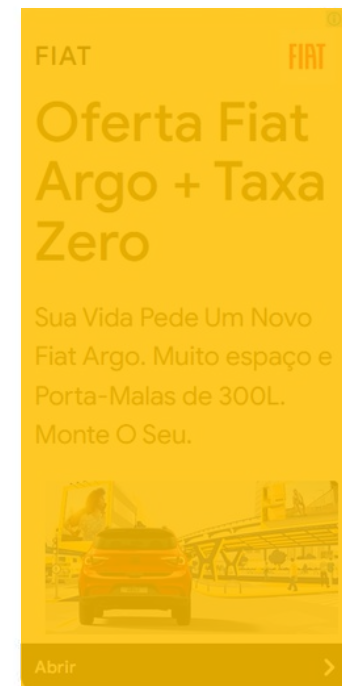 FIAT
FIAT
Oferta Fiat
Argo + Taxa
Zero
Sua Vida Pede Um Novo
Fiat Argo. Muito espaço e
Porta-Malas de 300L.
Monte O Seu.
Abrir